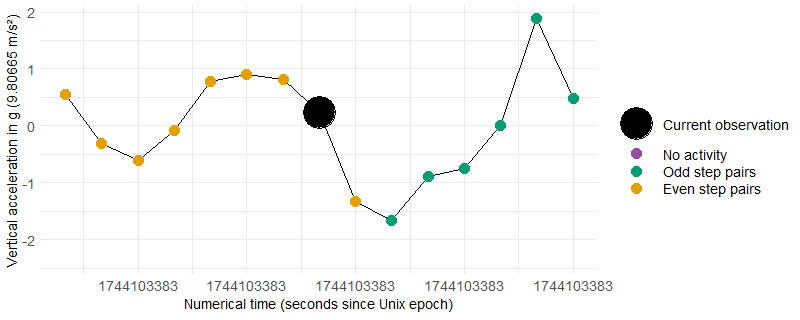 Vertical acceleration in g (9.80665 m/s²)
2
1
0
-1
-2
1744103383 1744103383 1744103383 1744103383 1744103383
Numerical time (seconds since Unix epoch)
Current observation
No activity
Odd step pairs
Even step pairs